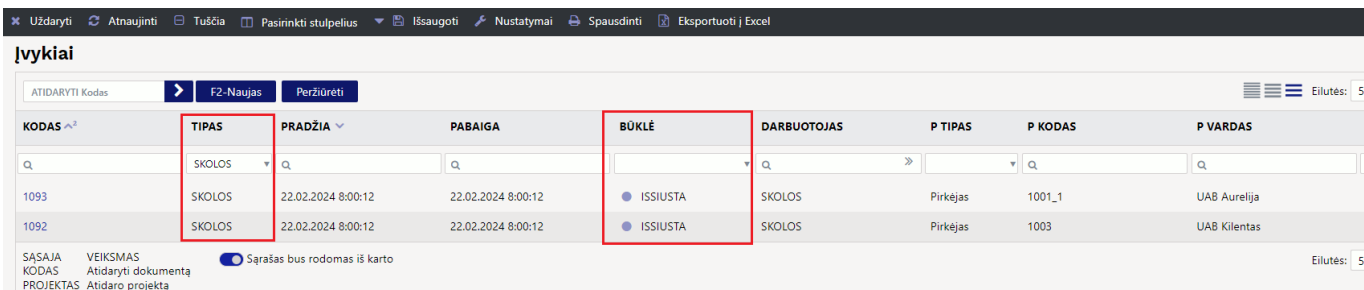 Uždaryti Atnaujinti Tuščia Pasirinkti stulpelius Išsaugoti Nustatymai Spausdinti Eksportuoti į Excel
Įvykiai
ATIDARYTI Kodas F2-Naujas Peržiūrėti Eilutės: 5
KODAS 2 TIPAS PRADŽIA PABAIGA BŪKLĖ DARBUOTOJAS P TIPAS P KODAS P VARDAS
SKOLOS
1093 SKOLOS 22.02.2024 8:00:12 22.02.2024 8:00:12 ISSIUSTA SKOLOS Pirkėjas 1001_1 UAB Aurelija
1092 SKOLOS 22.02.2024 8:00:12 22.02.2024 8:00:12 ISSIUSTA SKOLOS Pirkėjas 1003 UAB Kilentas
SĄSAJA VEIKSMAS Sąrašas bus rodomas iš karto Eilutės: 5
KODAS Atidaryti dokumentą
PROJEKTAS Atidaro projektą